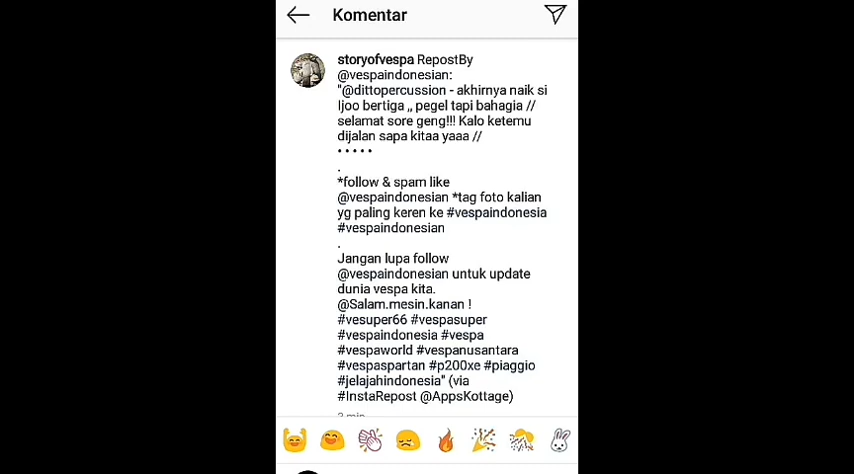 Komentar
storyofvespa RepostBy
@vespaindonesian:
"@dittopercussion - akhirnya naik si
Ijoo bertiga ,, pegel tapi bahagia //
selamat sore geng!!! Kalo ketemu
dijalan sapa kitaa yaaa //
• • • • •
.
*follow & spam like
@vespaindonesian *tag foto kalian
yg paling keren ke #vespaindonesia
#vespaindonesian
.
Jangan lupa follow
@vespaindonesian untuk update
dunia vespa kita.
@Salam.mesin.kanan !
#vesuper66 #vespasuper
#vespaindonesia #vespa
#vespaworld #vespanusantara
#vespaspartan #p200xe #piaggio
#jelajahindonesia" (via
#InstaRepost @AppsKottage)